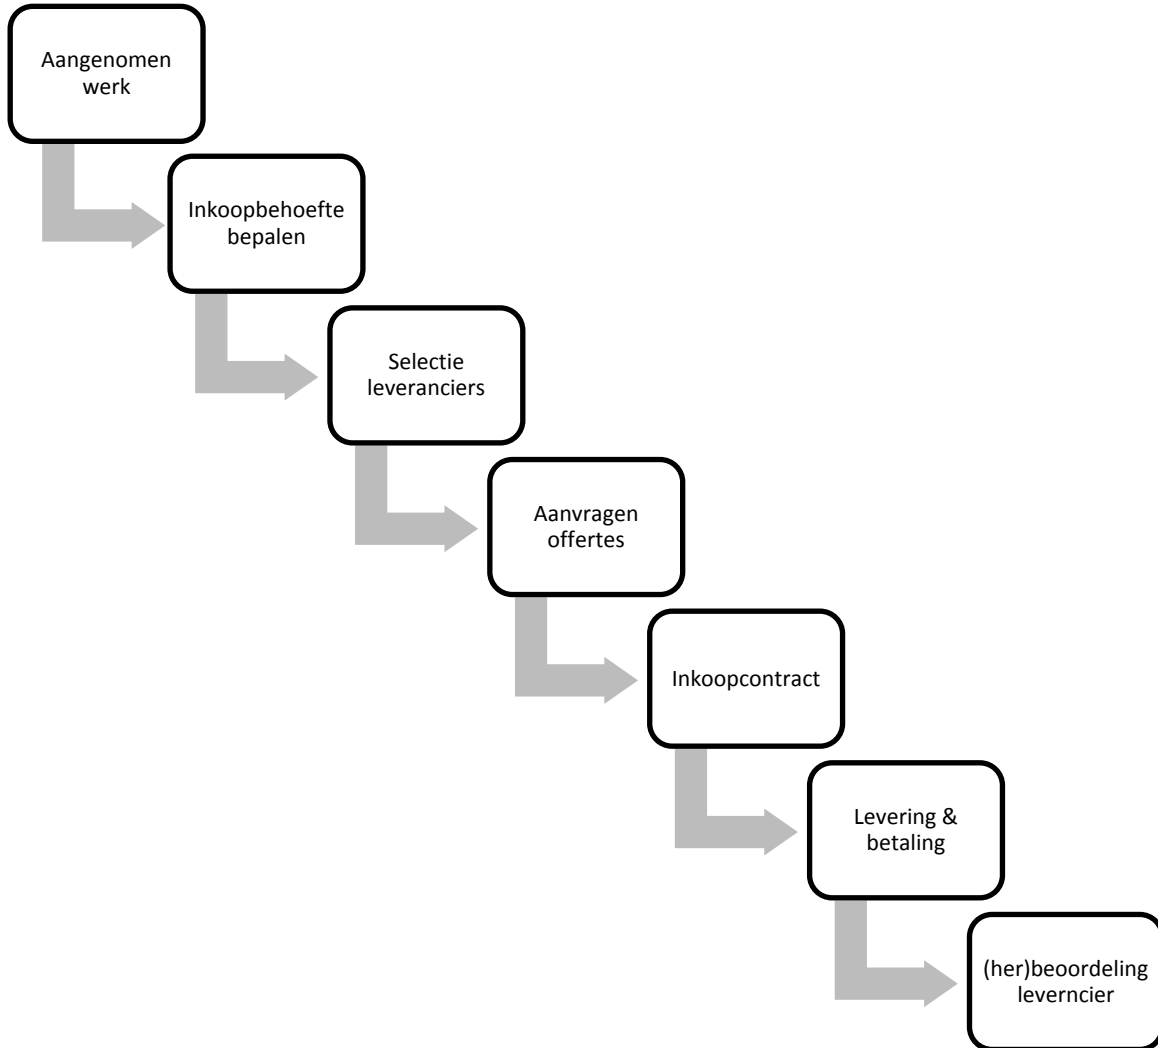 Aangenomen
werk
Inkoopbehoefte
bepalen
Selectie
leveranciers
Aanvragen
offertes
Inkoopcontract
Levering &
betaling
(her)beoordeling
leverncier